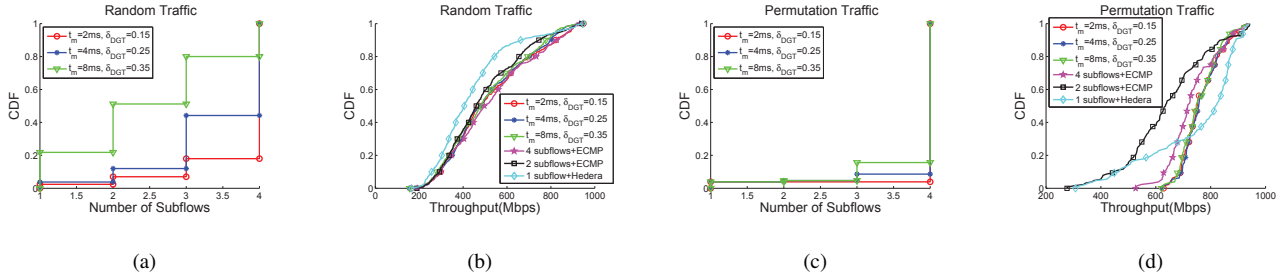 Random Traffic
CDF
1
0.8
0.6
0.4
0.2
0
t_m=2ms, δ_DGT=0.15
t_m=4ms, δ_DGT=0.25
t_m=8ms, δ_DGT=0.35
1 1.5 2 2.5 3 3.5 4
Number of Subflows
(a)
Random Traffic
CDF
1
0.8
0.6
0.4
0.2
0
t_m=2ms, δ_DGT=0.15
t_m=4ms, δ_DGT=0.25
t_m=8ms, δ_DGT=0.35
4 subflows+ECMP
2 subflows+ECMP
1 subflow+Hedera
0 200 400 600 800 1000
Throughput(Mbps)
(b)
Permutation Traffic
CDF
1
0.8
0.6
0.4
0.2
0
t_m=2ms, δ_DGT=0.15
t_m=4ms, δ_DGT=0.25
t_m=8ms, δ_DGT=0.35
1 1.5 2 2.5 3 3.5 4
Number of Subflows
(c)
Permutation Traffic
CDF
1
0.8
0.6
0.4
0.2
0
t_m=2ms, δ_DGT=0.15
t_m=4ms, δ_DGT=0.25
t_m=8ms, δ_DGT=0.35
4 subflows+ECMP
2 subflows+ECMP
1 subflow+Hedera
200 400 600 800 1000
Throughput(Mbps)
(d)